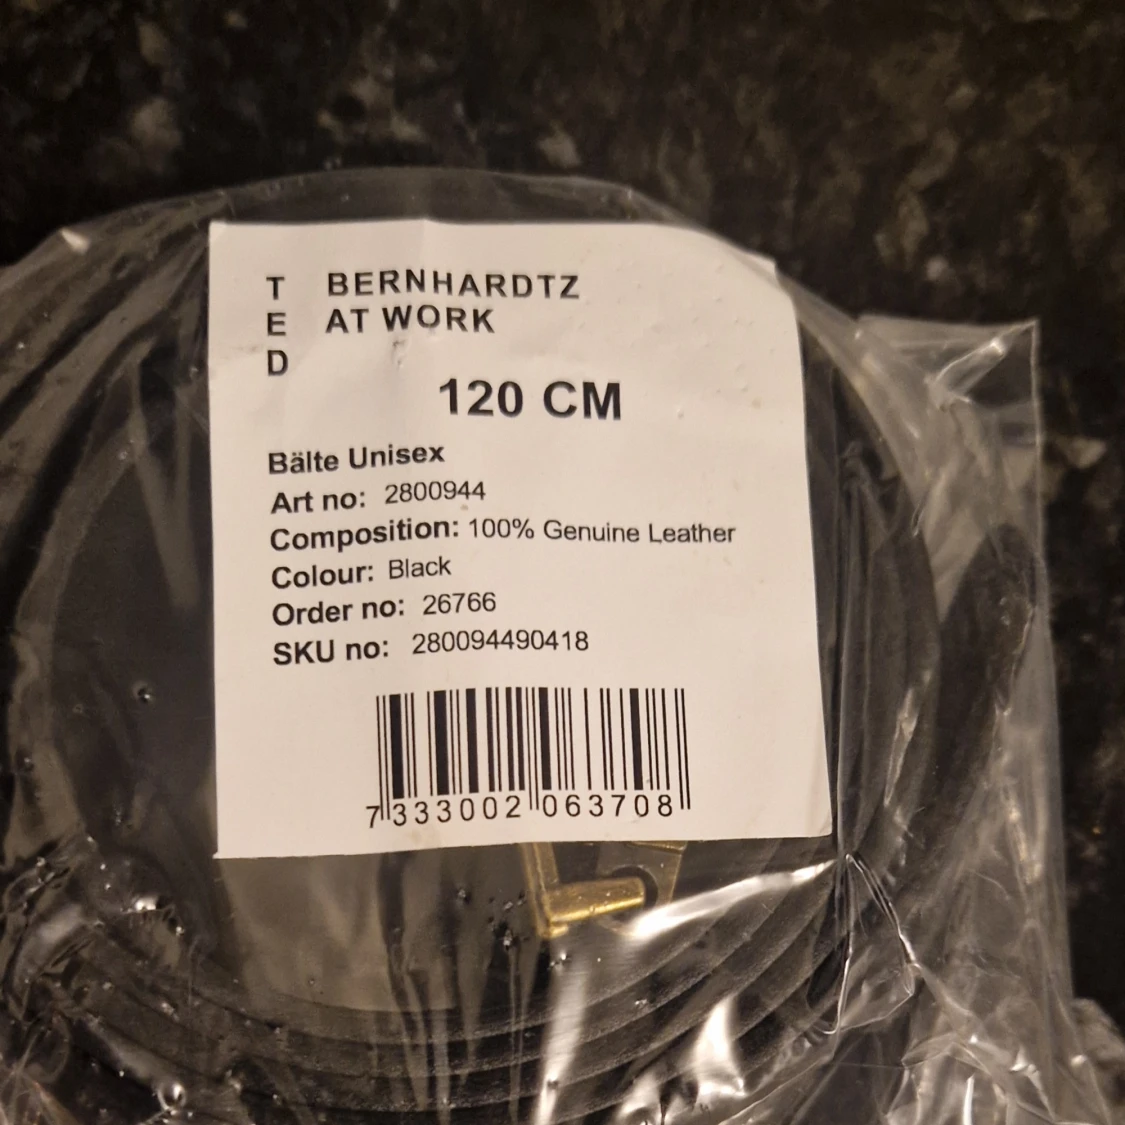 TED BERNHARDTZ
AT WORK
120 CM
Bälte Unisex
Art no: 2800944
Composition: 100% Genuine Leather
Colour: Black
Order no: 26766
SKU no: 280094490418
7 333002 063708